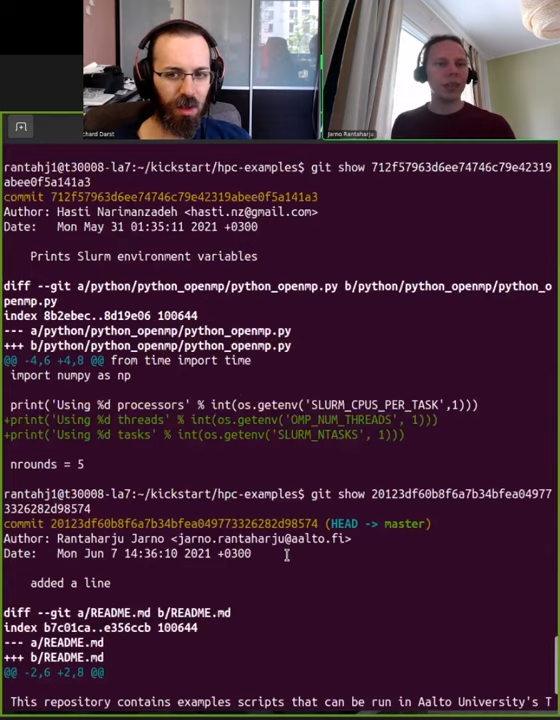 chard Darst
Jarno Rantaharju
rantahj1@t30008-la7:~/kickstart/hpc-examples$ git show 712f57963d6ee74746c79e42319
abee0f5a141a3
commit 712f57963d6ee74746c79e42319abee0f5a141a3
Author: Hasti Narimanzadeh <hasti.nz@gmail.com>
Date:   Mon May 31 01:35:11 2021 +0300
Prints Slurm environment variables
diff --git a/python/python_openmp/python_openmp.py b/python/python_openmp/python_o
penmp.py
index 8b2ebec..8d19e06 100644
--- a/python/python_openmp/python_openmp.py
+++ b/python/python_openmp/python_openmp.py
@@ -4,6 +4,8 @@ from time import time
import numpy as np
print('Using %d processors' % int(os.getenv('SLURM_CPUS_PER_TASK',1)))
+print('Using %d threads' % int(os.getenv('OMP_NUM_THREADS', 1)))
+print('Using %d tasks' % int(os.getenv('SLURM_NTASKS', 1)))
nrounds = 5
rantahj1@t30008-la7:~/kickstart/hpc-examples$ git show 20123df60b8f6a7b34bfea04977
3326282d98574
commit 20123df60b8f6a7b34bfea049773326282d98574 (HEAD -> master)
Author: Rantaharju Jarno <jarno.rantaharju@aalto.fi>
Date:   Mon Jun 7 14:36:10 2021 +0300
added a line
diff --git a/README.md b/README.md
index b7c01ca..e356ccb 100644
--- a/README.md
+++ b/README.md
@@ -2,6 +2,8 @@
This repository contains examples scripts that can be run in Aalto University's T